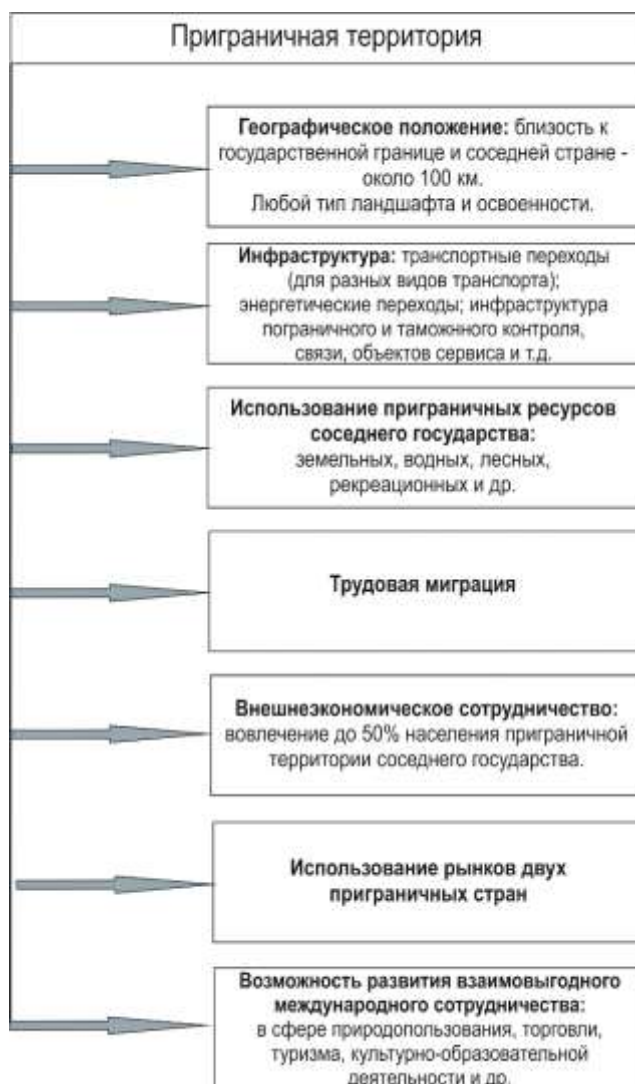 Приграничная территория
Географическое положение: близость к
государственной границе и соседней стране -
около 100 км.
Любой тип ландшафта и освоенности.
Инфраструктура: транспортные переходы
(для разных видов транспорта);
энергетические переходы; инфраструктура
пограничного и таможнного контроля,
связи, объектов сервиса и т.д.
Использование приграничных ресурсов
соседнего государства:
земельных, водных, лесных,
рекреационных и др.
Трудовая миграция
Внешнеэкономическое сотрудничество:
вовлечение до 50% населения приграничной
территории соседнего государства.
Использование рынков двух
приграничных стран
Возможность развития взаимовыгодного
международного сотрудничества:
в сфере природопользования, торговли,
туризма, культурно-образовательной
деятельности и др.